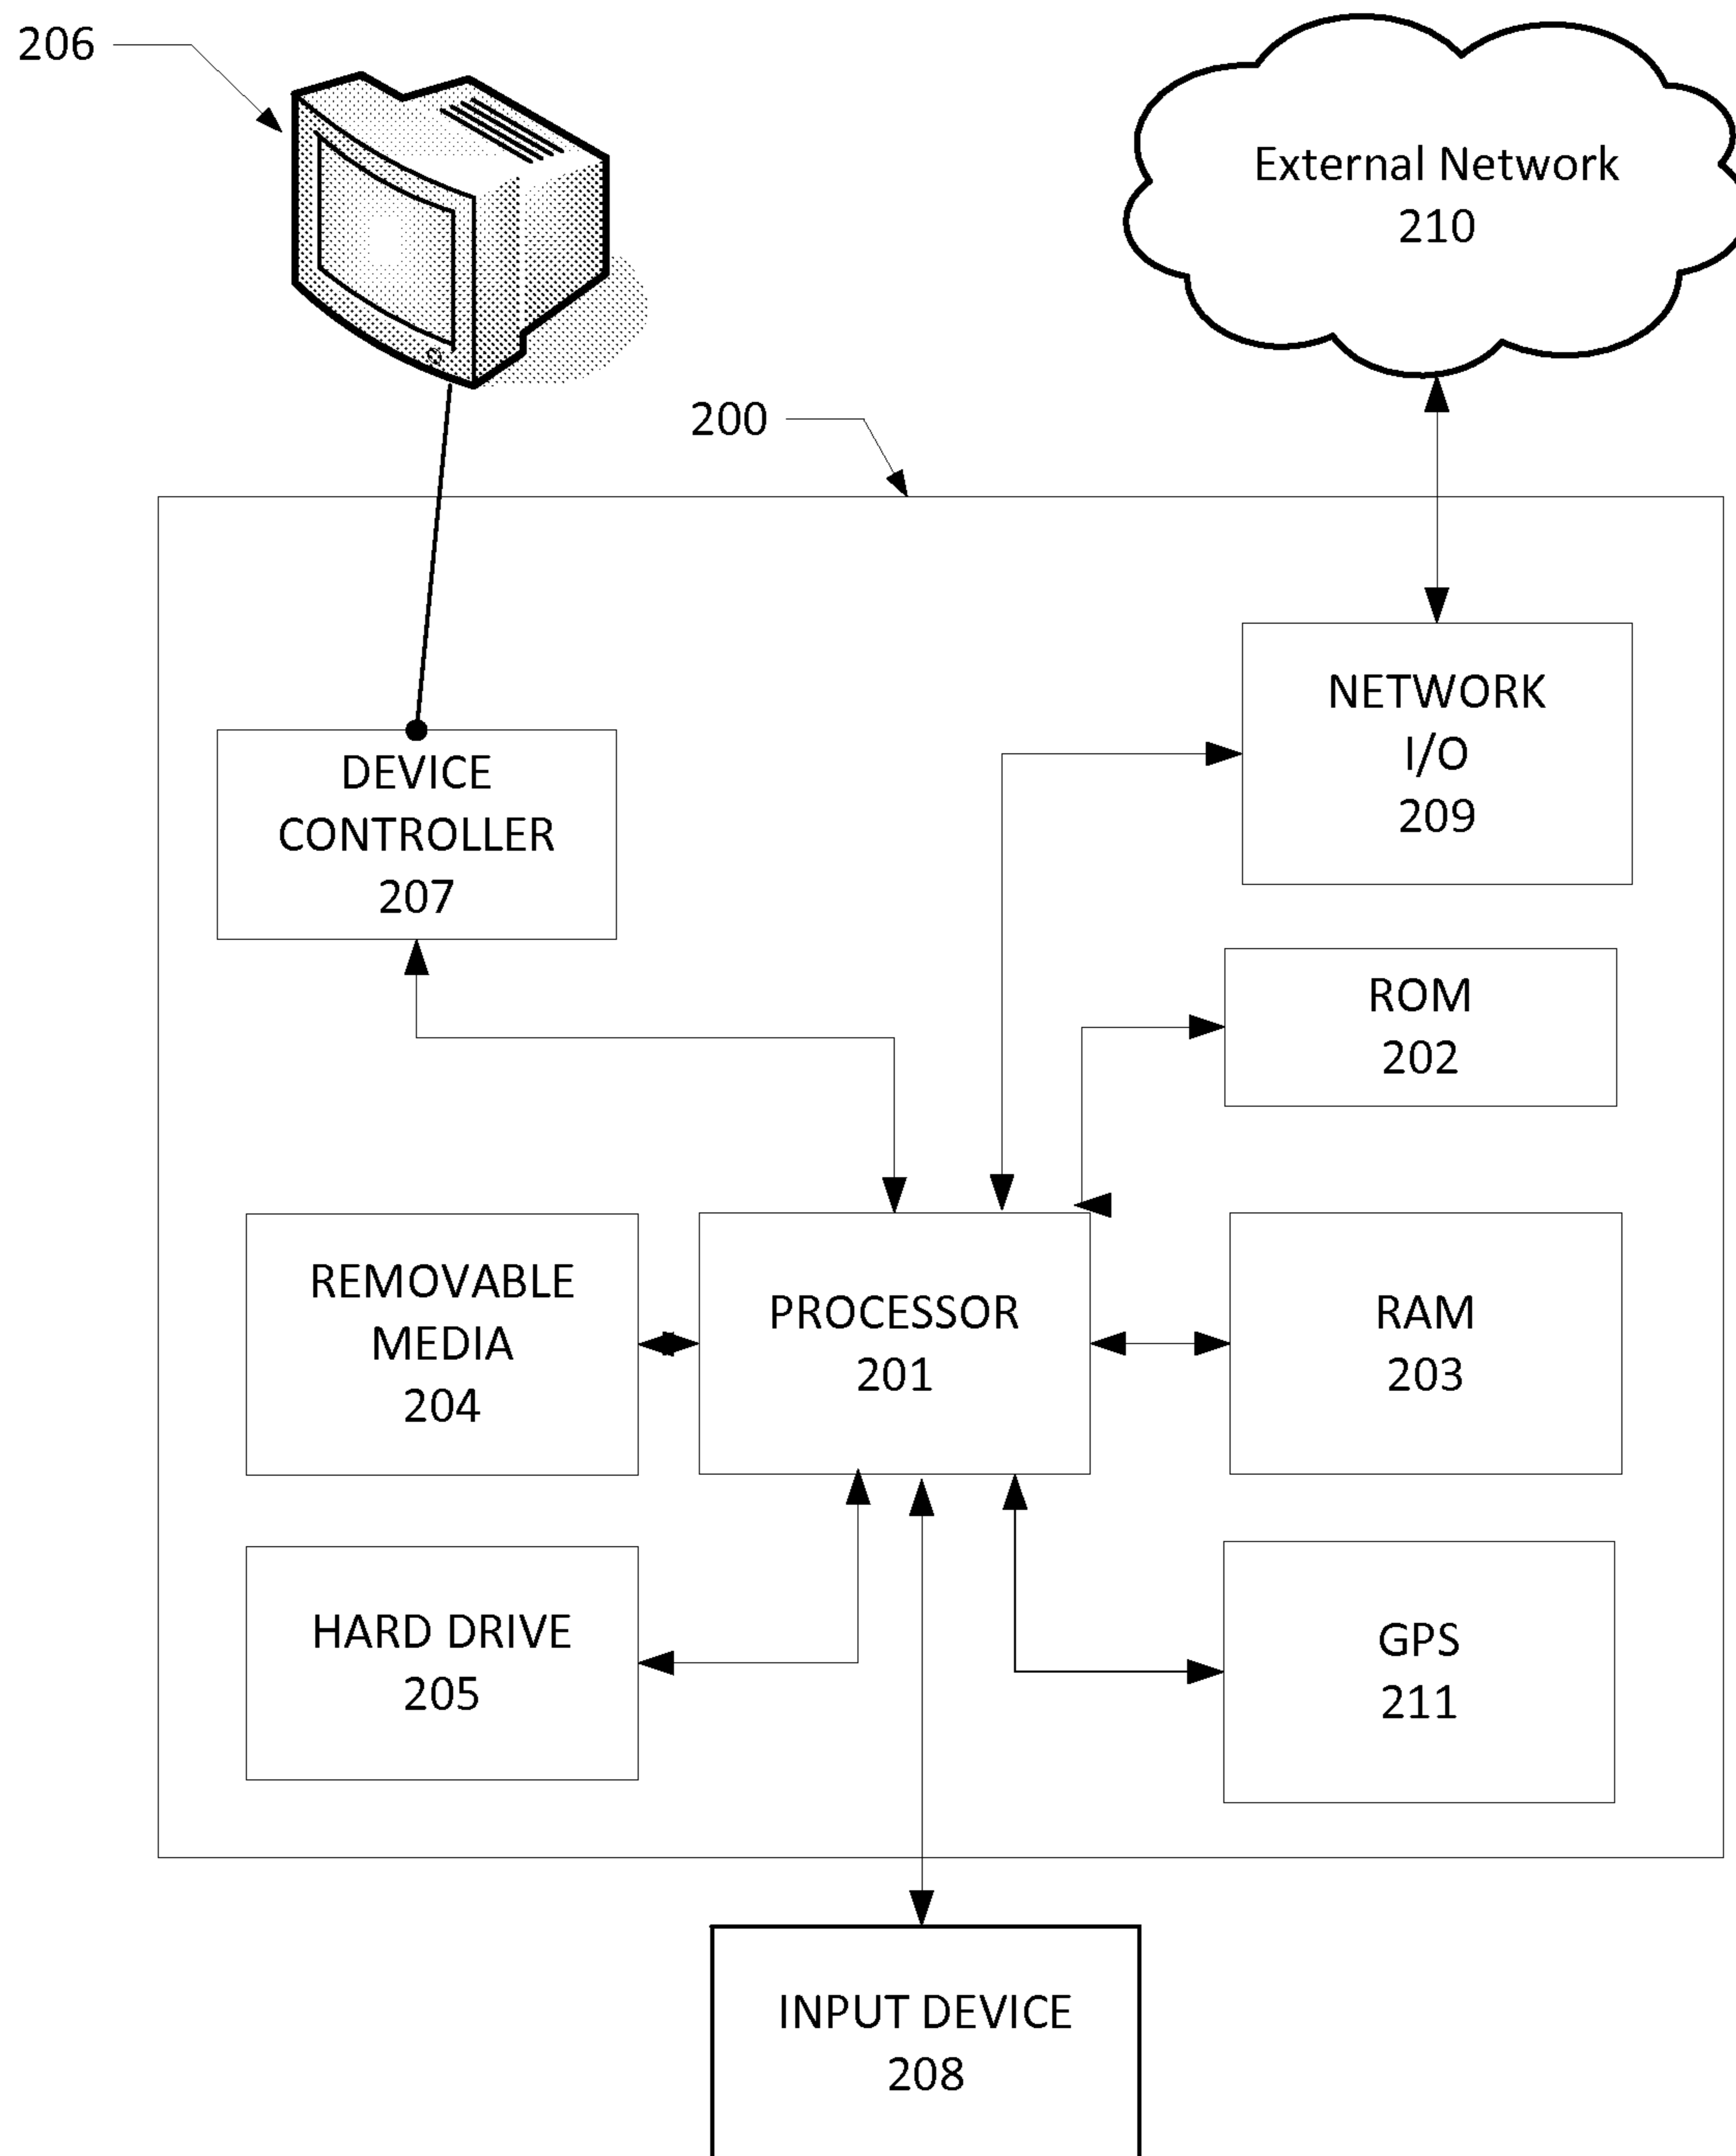 206
External Network
210
200
NETWORK
I/O
209
DEVICE
CONTROLLER
207
ROM
202
REMOVABLE
MEDIA
204
PROCESSOR
201
RAM
203
HARD DRIVE
205
GPS
211
INPUT DEVICE
208